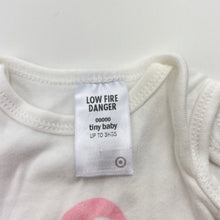 LOW FIRE
DANGER
00000
tiny baby
UP TO 3KGS